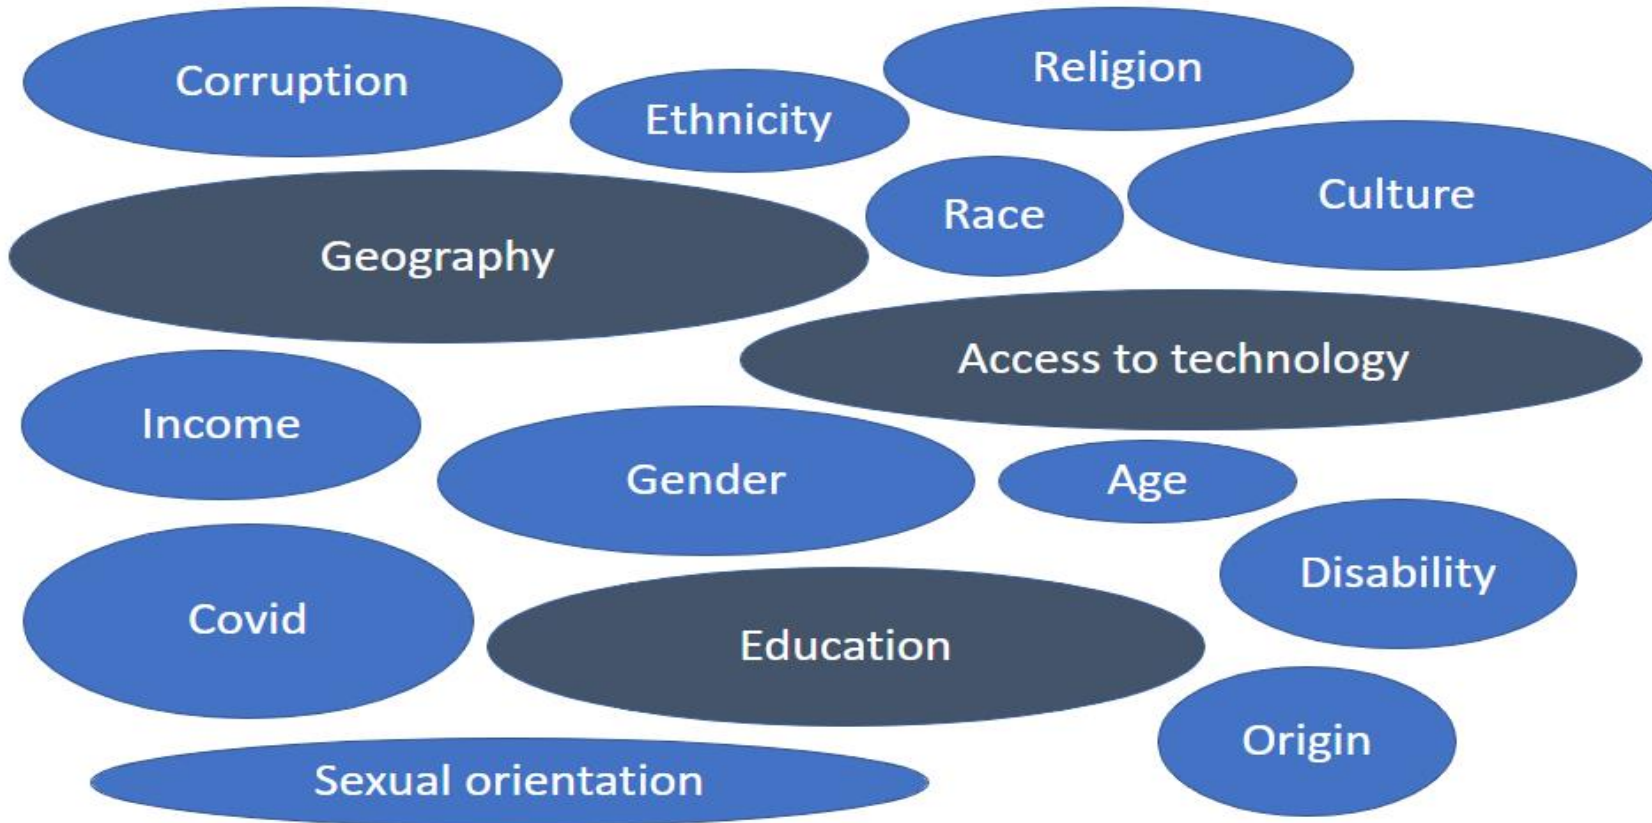 Corruption
Ethnicity
Religion
Race
Culture
Geography
Access to technology
Income
Gender
Age
Disability
Covid
Education
Origin
Sexual orientation